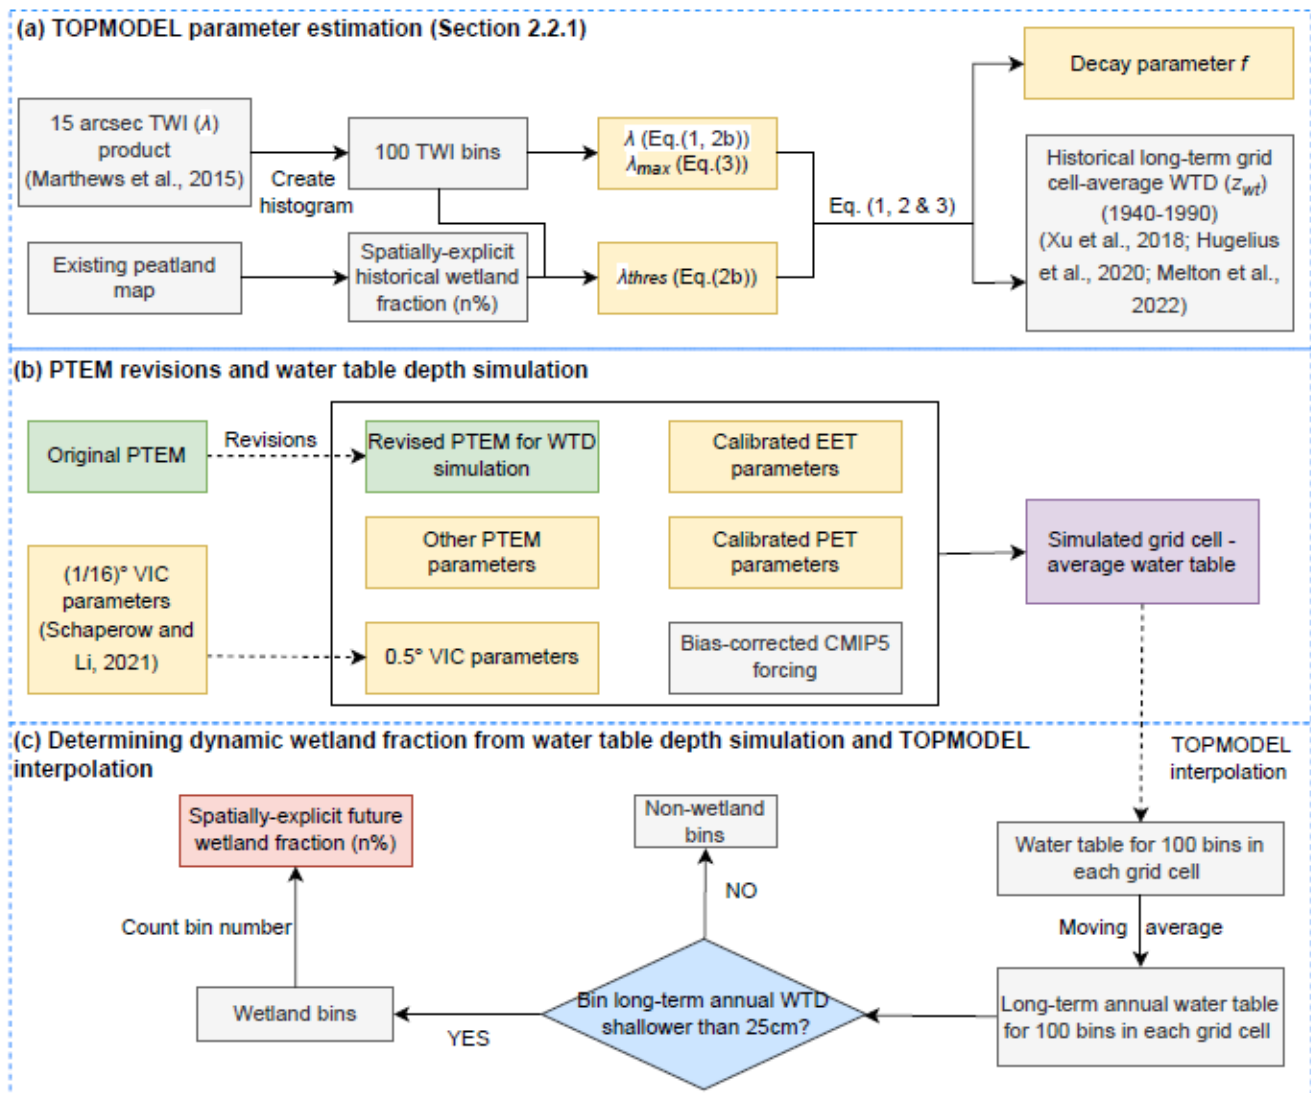 (a) TOPMODEL parameter estimation (Section 2.2.1)
15 arcsec TWI (λ)
product
(Marthews et al., 2015)
Create
histogram
100 TWI bins
λ (Eq.(1, 2b))
λmax (Eq.(3))
Eq. (1, 2 & 3)
Decay parameter f
Historical long-term grid
cell-average WTD (zwt)
(1940-1990)
(Xu et al., 2018; Hugelius
et al., 2020; Melton et al.,
2022)
Existing peatland
map
Spatially-explicit
historical wetland
fraction (n%)
λthres (Eq.(2b))
(b) PTEM revisions and water table depth simulation
Original PTEM
Revisions
Revised PTEM for WTD
simulation
Calibrated EET
parameters
Other PTEM
parameters
Calibrated PET
parameters
(1/16)° VIC
parameters
(Schaperow and
Li, 2021)
0.5° VIC parameters
Bias-corrected CMIP5
forcing
Simulated grid cell -
average water table
(c) Determining dynamic wetland fraction from water table depth simulation and TOPMODEL
interpolation
TOPMODEL
interpolation
Water table for 100 bins in
each grid cell
Moving average
Long-term annual water table
for 100 bins in each grid cell
Bin long-term annual WTD
shallower than 25cm?
NO
Non-wetland
bins
YES
Wetland bins
Count bin number
Spatially-explicit future
wetland fraction (n%)